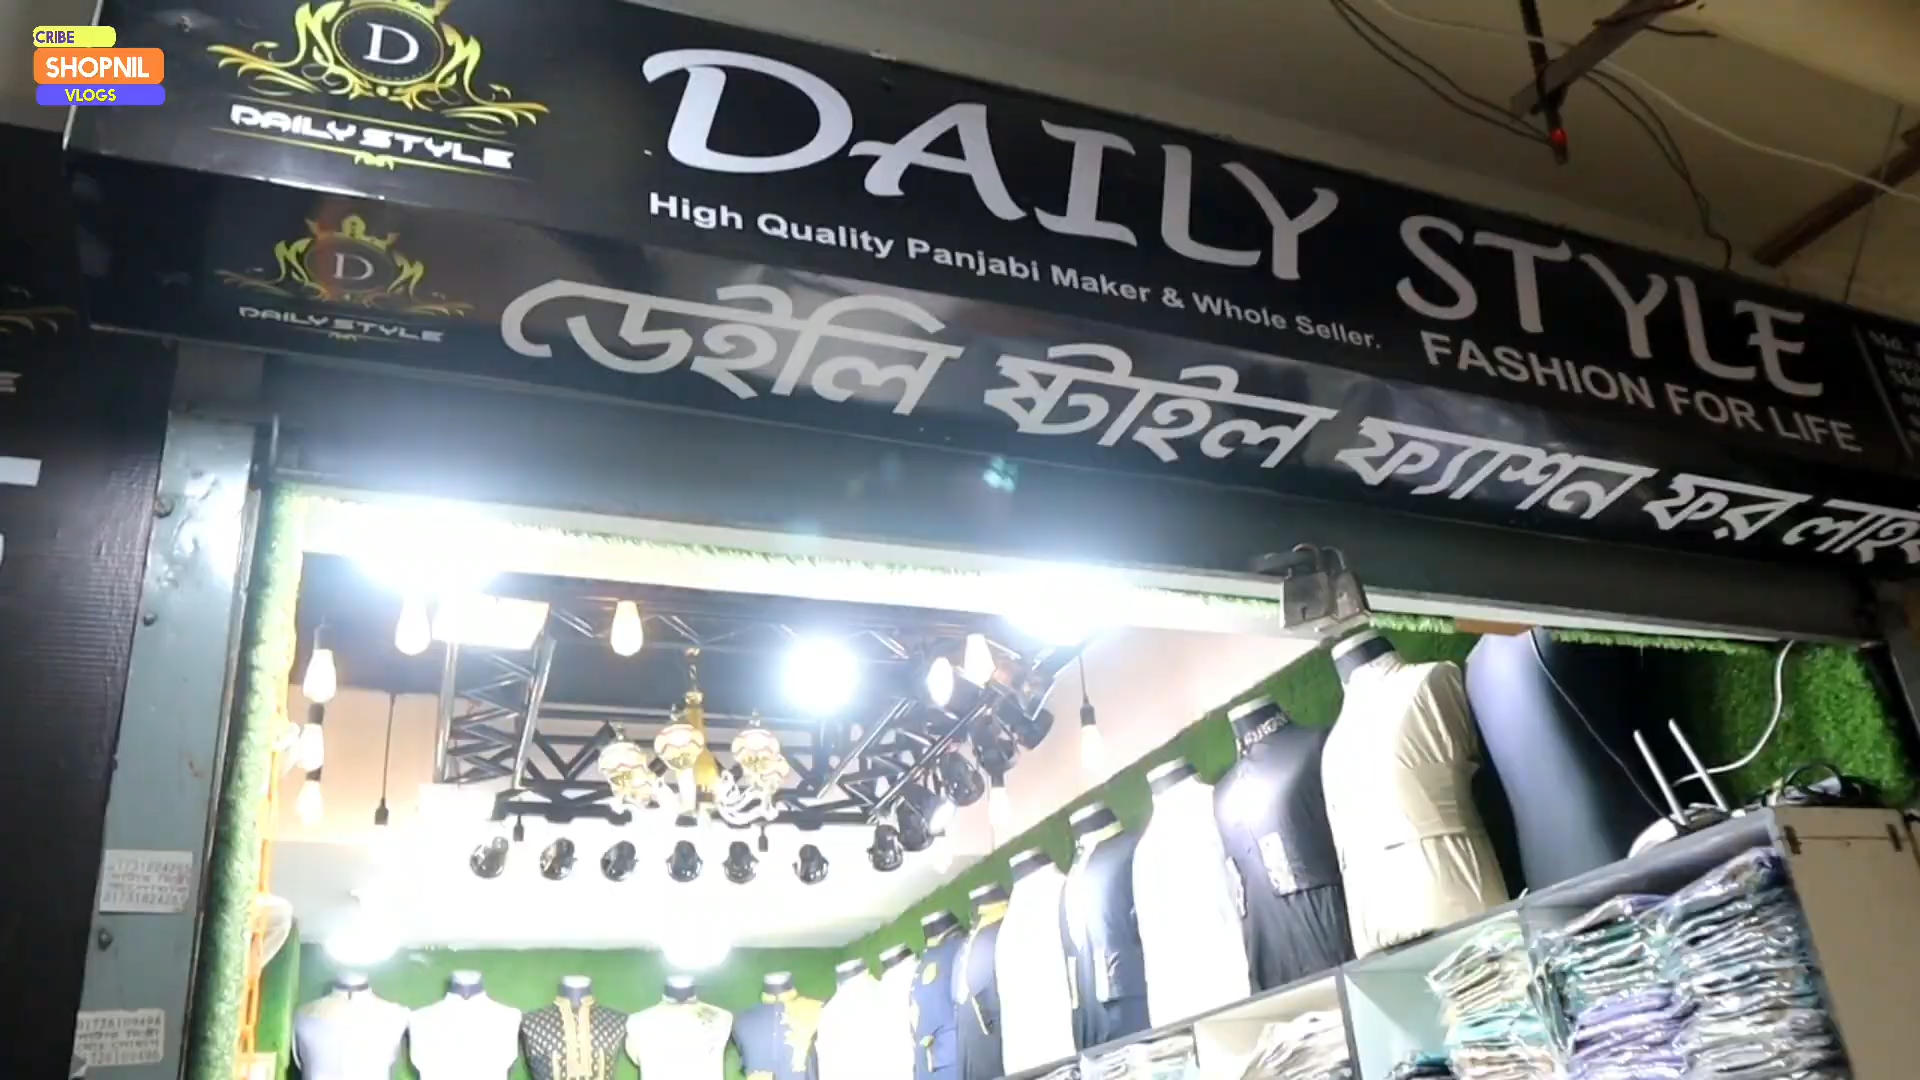 CRIBE
SHOPNIL
VLOGS
D
DAILY STYLE
DAILY STYLE
High Quality Panjabi Maker & Whole Seller.
FASHION FOR LIFE
D
DAILY STYLE
ডেইলি ষ্টাইল ফ্যাশন ফর